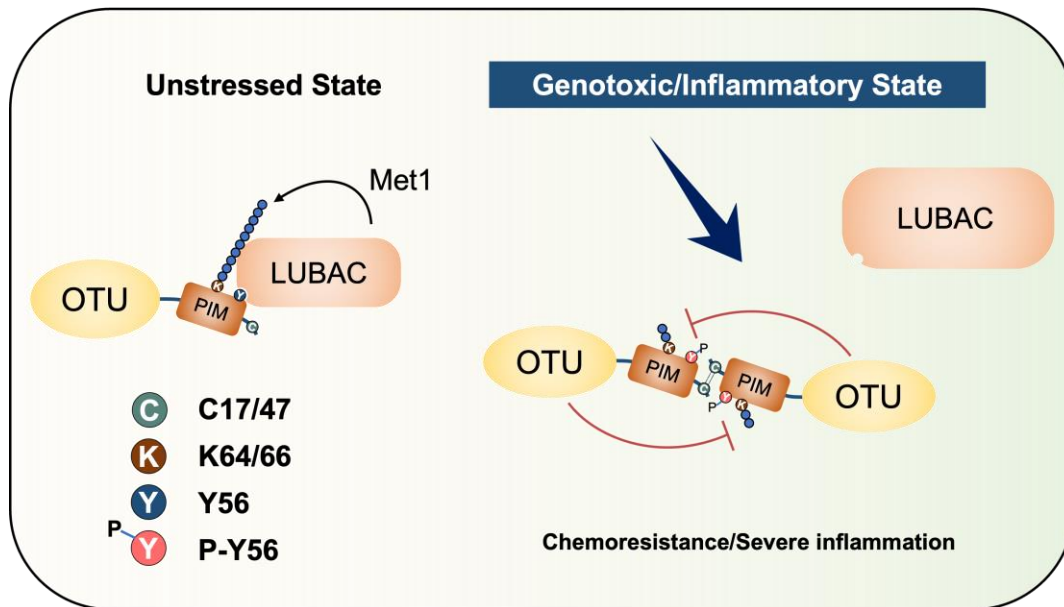 Unstressed State
Genotoxic/Inflammatory State
Met1
LUBAC
LUBAC
OTU
K
Y
PIM
C
OTU
K
Y
P
PIM
C
C
PIM
P
Y
K
OTU
C C17/47
K K64/66
Y Y56
P
Y P-Y56
Chemoresistance/Severe inflammation